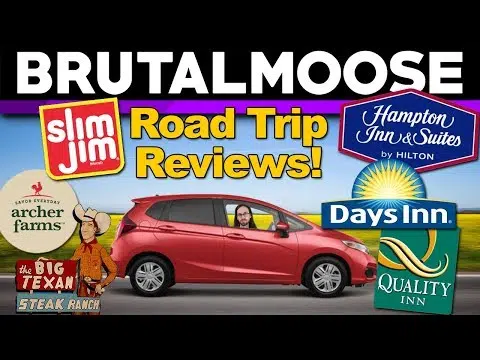 BRUTALMOOSE
slim
jim
Road Trip
Reviews!
Hampton
Inn & Suites
by HILTON
SAVOR EVERYDAY
archer
farms
Days Inn
the BIG
TEXAN
STEAK RANCH
QUALITY
INN